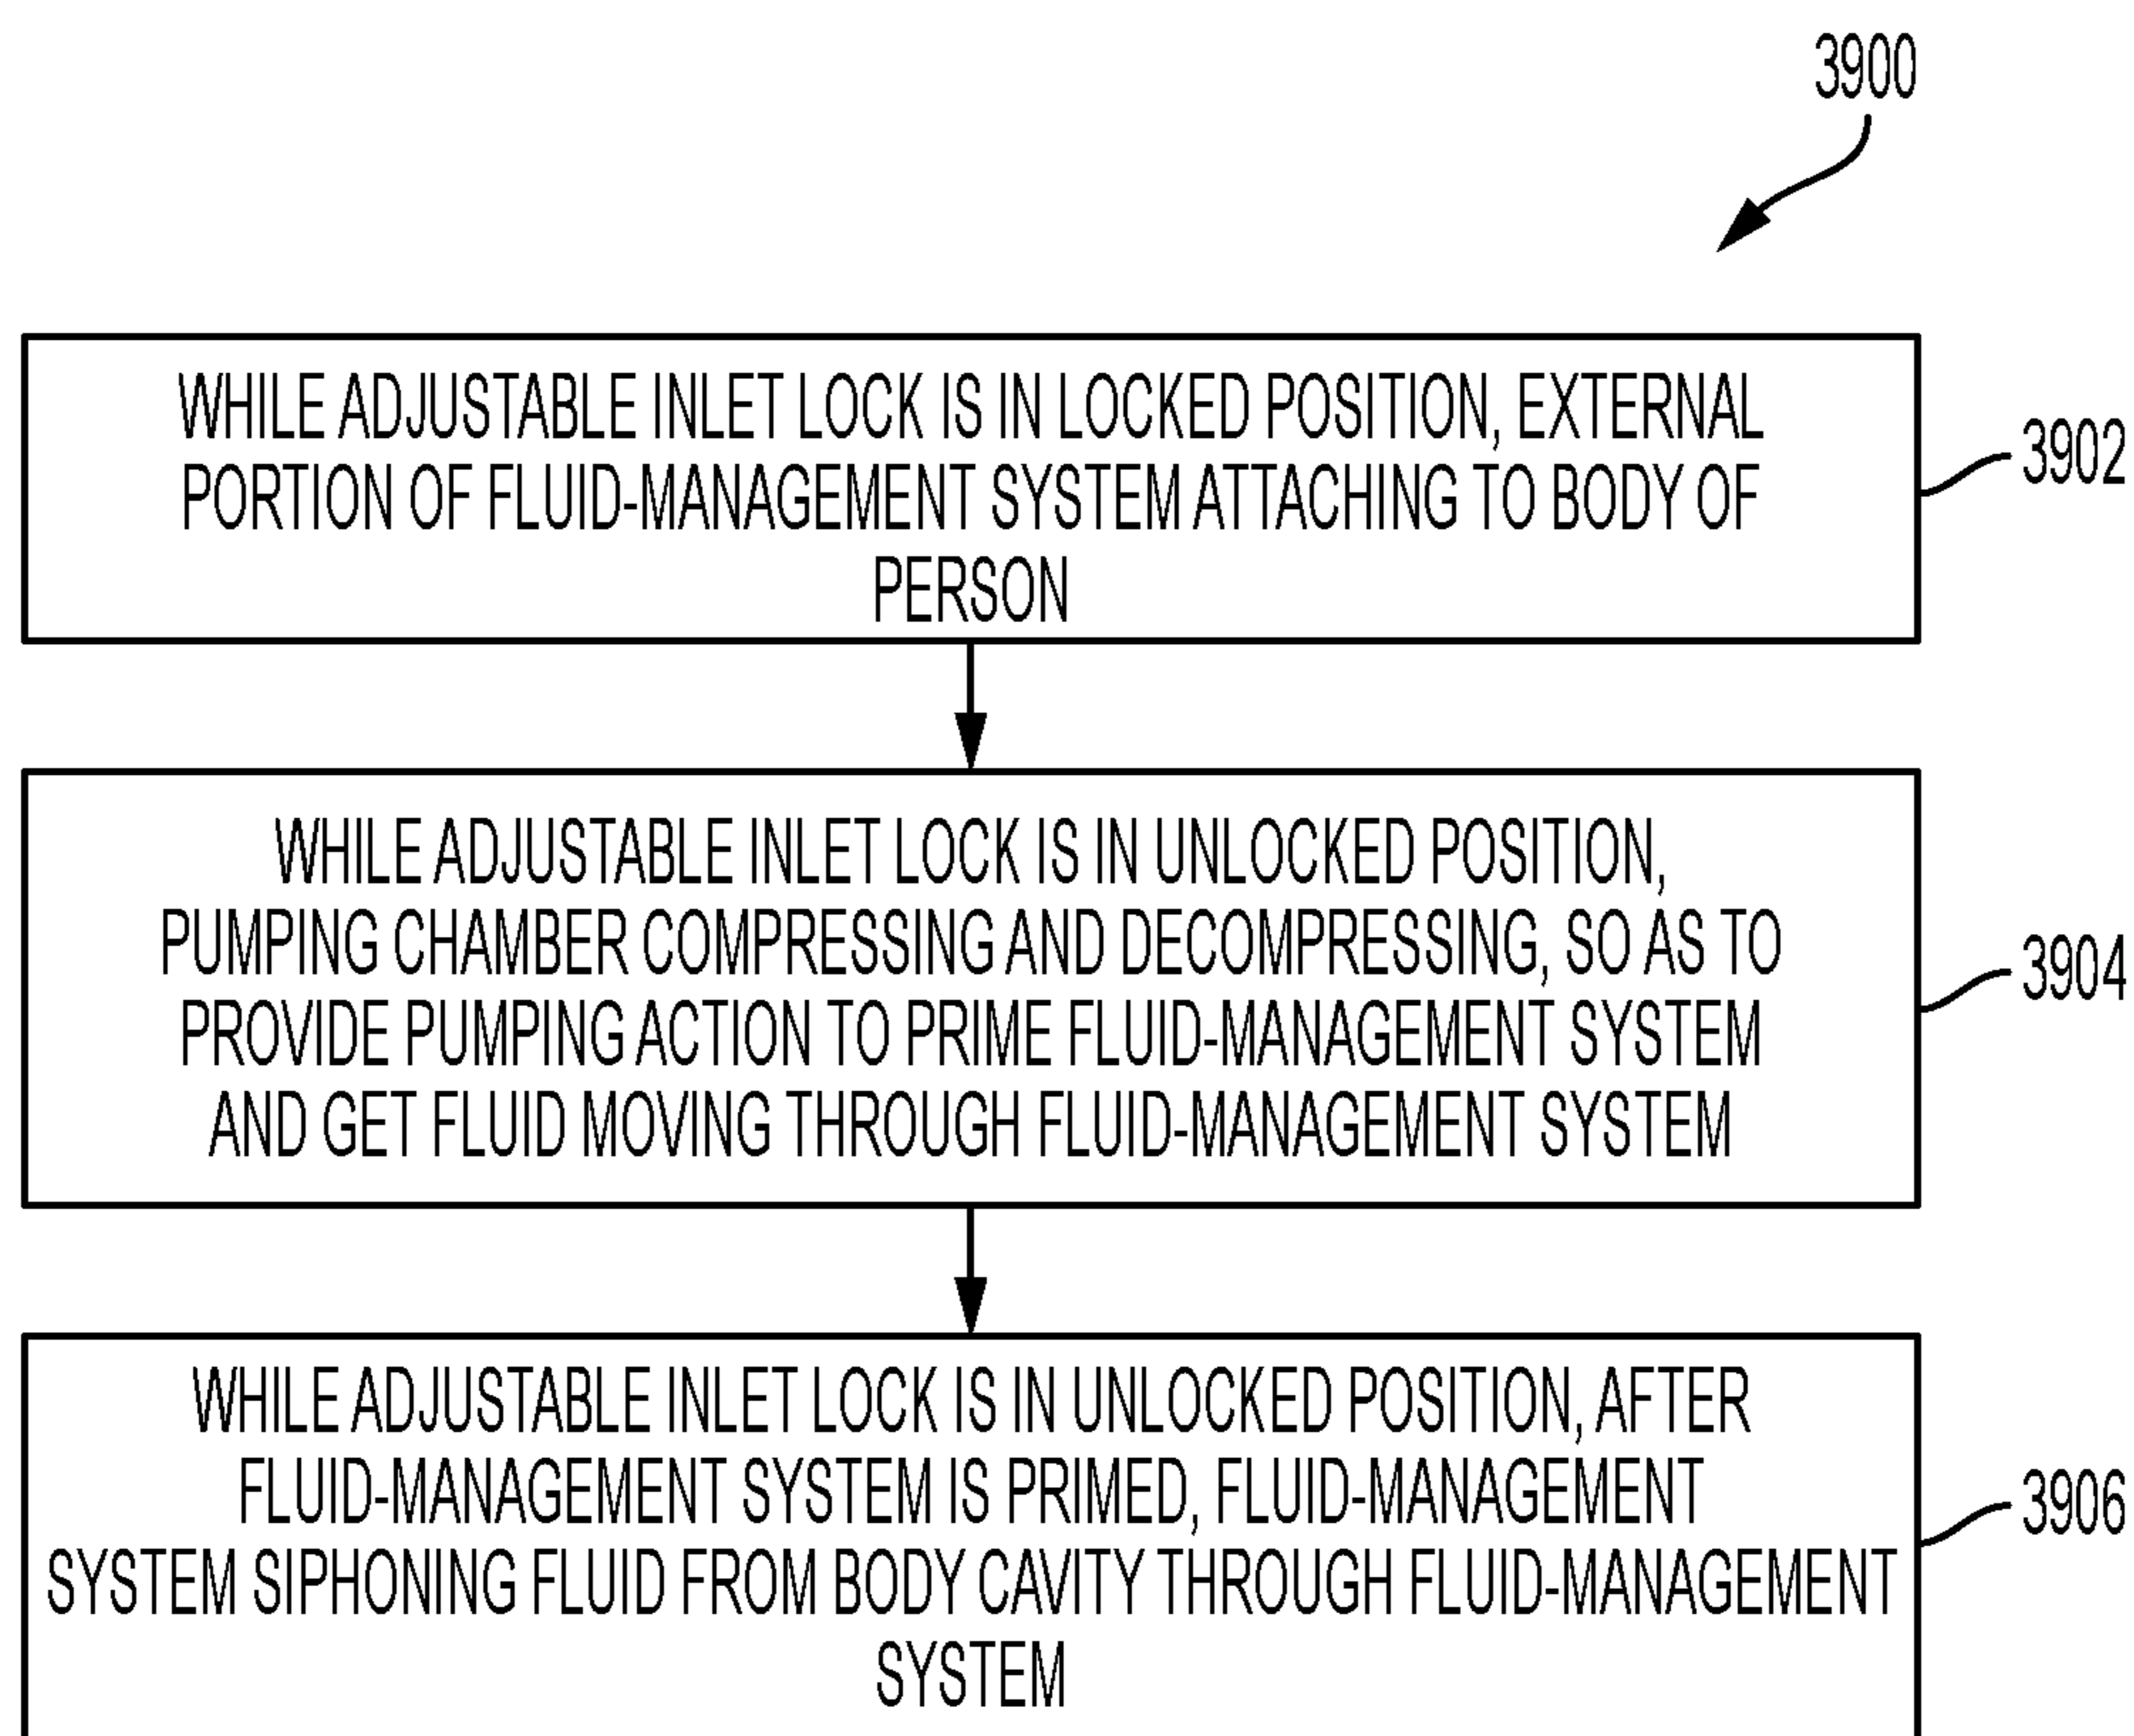 3900
WHILE ADJUSTABLE INLET LOCK IS IN LOCKED POSITION, EXTERNAL
PORTION OF FLUID-MANAGEMENT SYSTEM ATTACHING TO BODY OF
PERSON
3902
WHILE ADJUSTABLE INLET LOCK IS IN UNLOCKED POSITION,
PUMPING CHAMBER COMPRESSING AND DECOMPRESSING, SO AS TO
PROVIDE PUMPING ACTION TO PRIME FLUID-MANAGEMENT SYSTEM
AND GET FLUID MOVING THROUGH FLUID-MANAGEMENT SYSTEM
3904
WHILE ADJUSTABLE INLET LOCK IS IN UNLOCKED POSITION, AFTER
FLUID-MANAGEMENT SYSTEM IS PRIMED, FLUID-MANAGEMENT
SYSTEM SIPHONING FLUID FROM BODY CAVITY THROUGH FLUID-MANAGEMENT
SYSTEM
3906